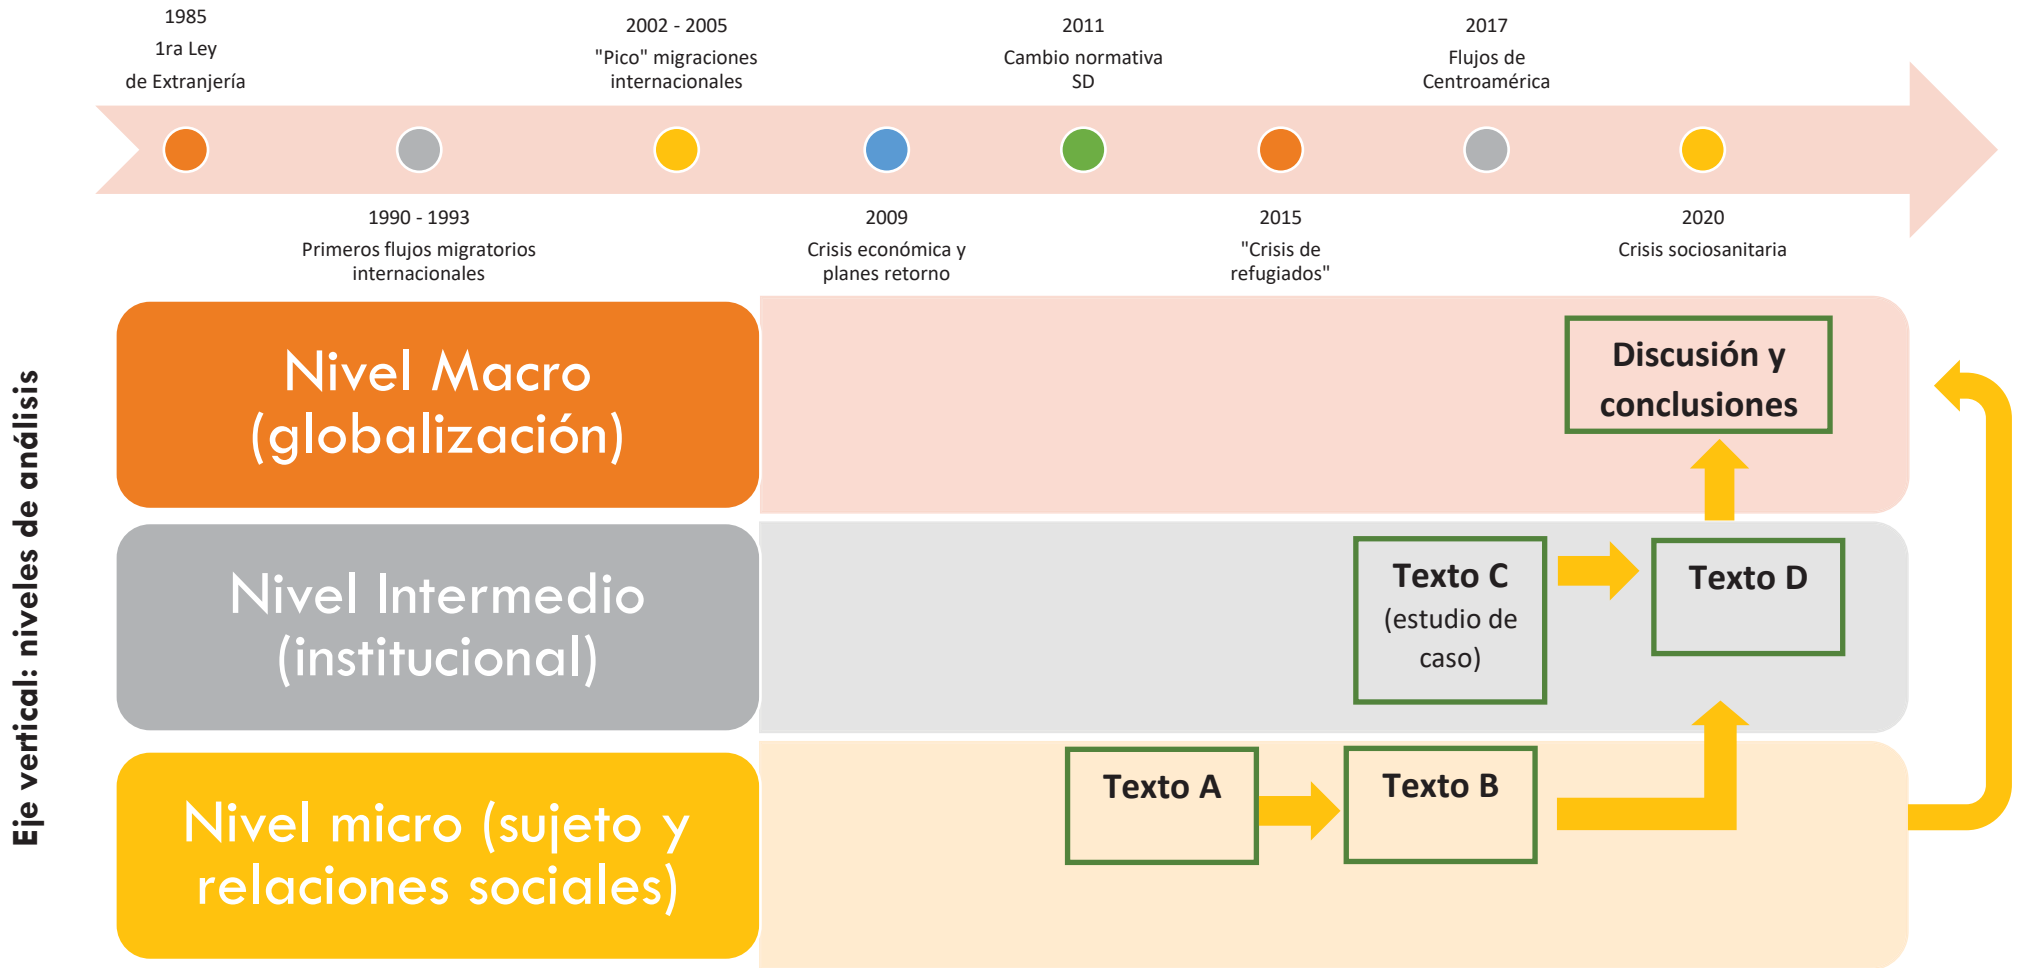 1985
1ra Ley
de Extranjería
2002 - 2005
"Pico" migraciones
internacionales
2011
Cambio normativa
SD
2017
Flujos de
Centroamérica
1990 - 1993
Primeros flujos migratorios
internacionales
2009
Crisis económica y
planes retorno
2015
"Crisis de
refugiados"
2020
Crisis sociosanitaria
Eje vertical: niveles de análisis
Nivel Macro
(globalización)
Discusión y
conclusiones
Nivel Intermedio
(institucional)
Texto C
(estudio de
caso)
Texto D
Nivel micro (sujeto y
relaciones sociales)
Texto A
Texto B